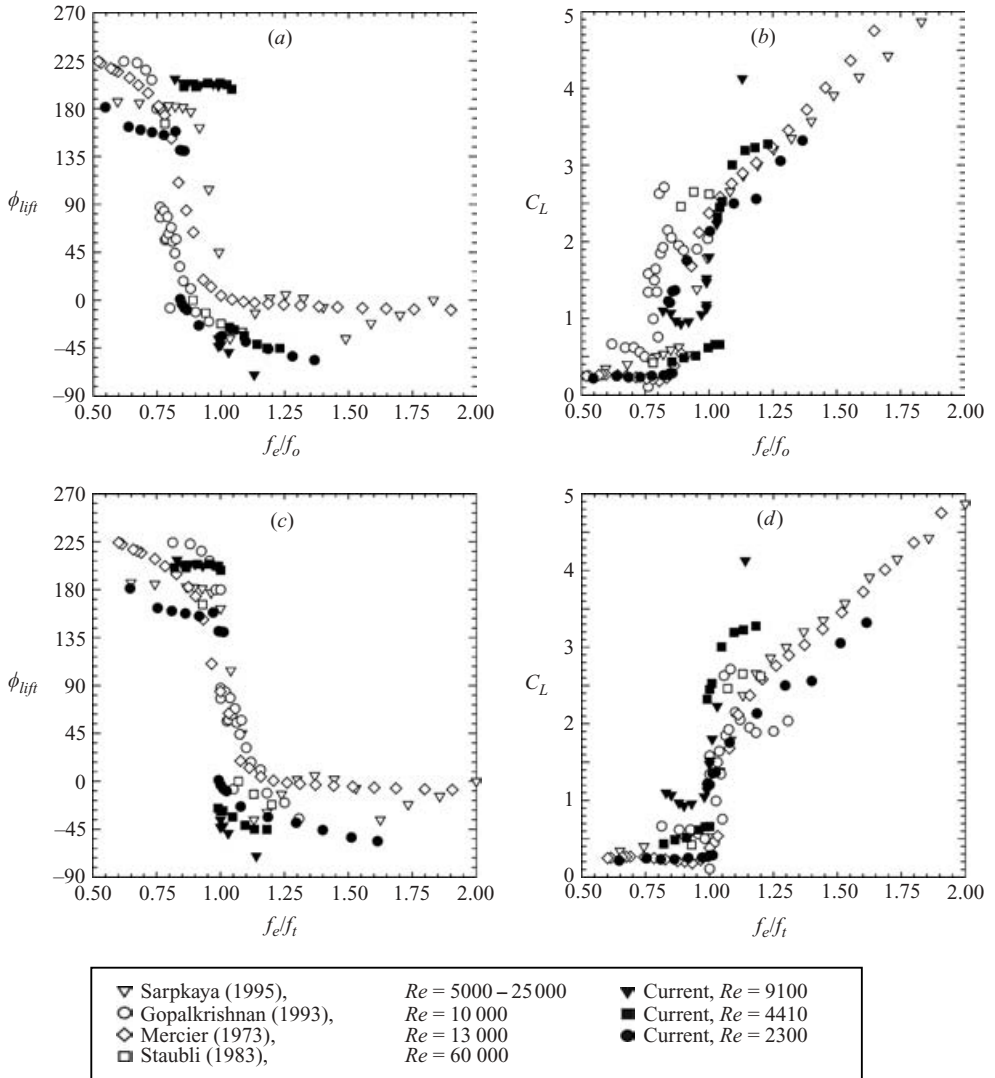 270
225
180
135
90
45
0
–45
–90
ϕlift
(a)
0.50 0.75 1.00 1.25 1.50 1.75 2.00
fe/fo
5
4
3
2
1
0
CL
(b)
0.50 0.75 1.00 1.25 1.50 1.75 2.00
fe/fo
270
225
180
135
90
45
0
–45
–90
ϕlift
(c)
0.50 0.75 1.00 1.25 1.50 1.75 2.00
fe/ft
5
4
3
2
1
0
CL
(d)
0.50 0.75 1.00 1.25 1.50 1.75 2.00
fe/ft
Sarpkaya (1995), Re = 5000 – 25 000 Current, Re = 9100
Gopalkrishnan (1993), Re = 10 000 Current, Re = 4410
Mercier (1973), Re = 13 000 Current, Re = 2300
Staubli (1983), Re = 60 000